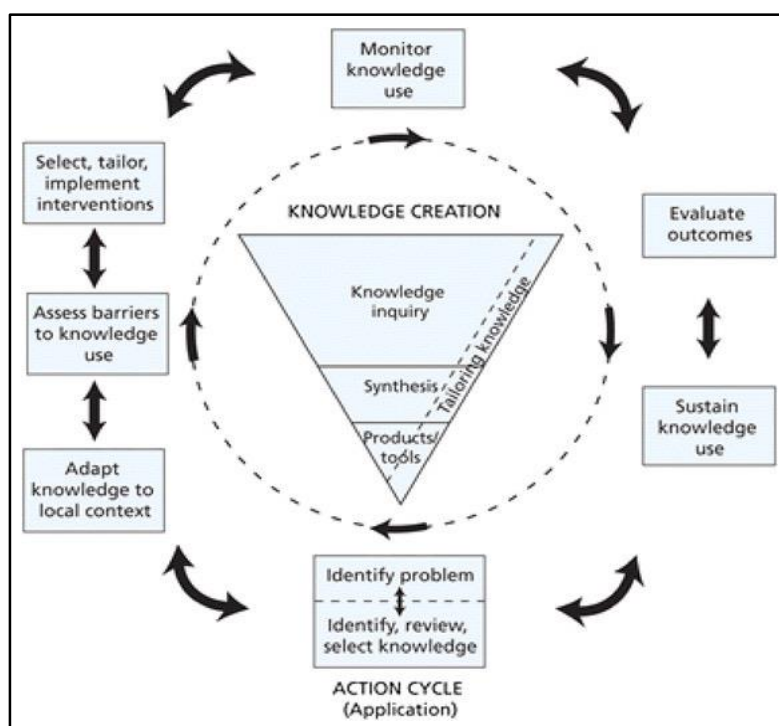 Monitor
knowledge
use
Select, tailor,
implement
interventions
KNOWLEDGE CREATION
Evaluate
outcomes
Knowledge
inquiry
Tailoring knowledge
Assess barriers
to knowledge
use
Synthesis
Sustain
knowledge
use
Products/
tools
Adapt
knowledge to
local context
Identify problem
Identify, review,
select knowledge
ACTION CYCLE
(Application)